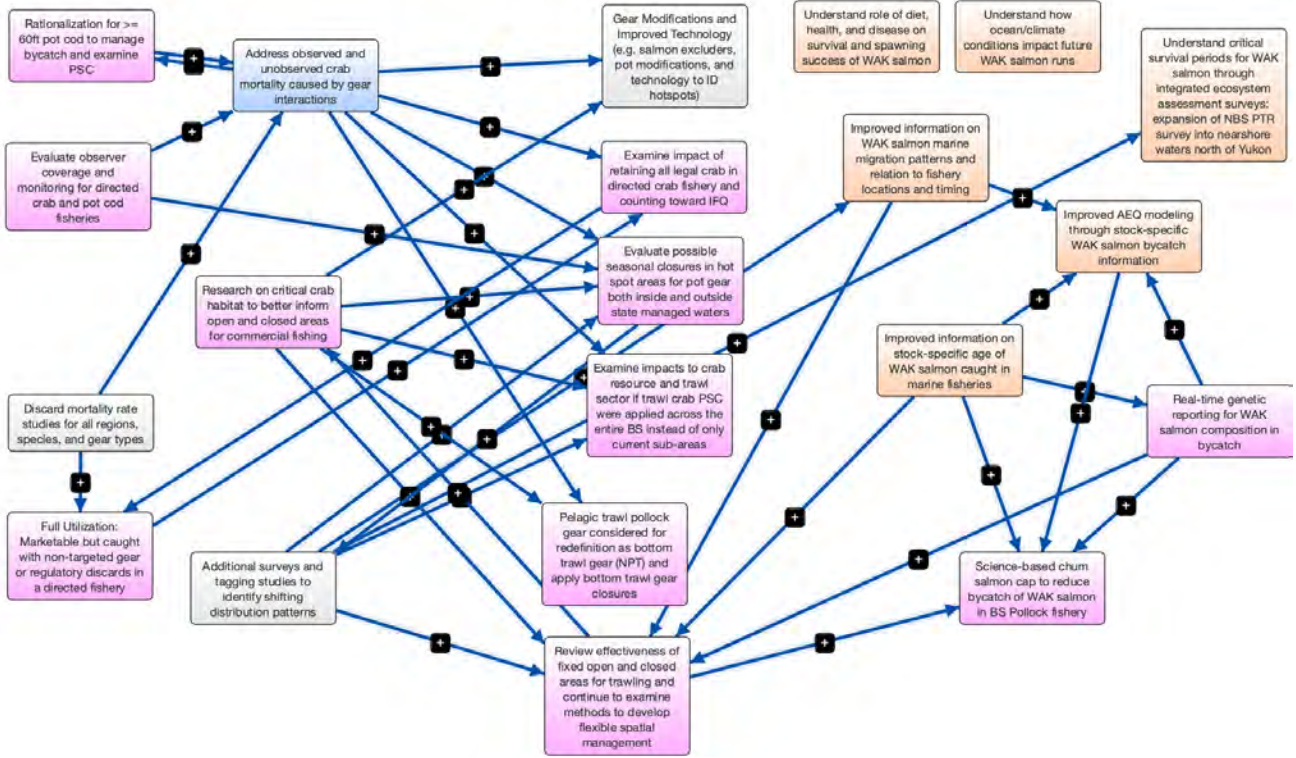 Rationalization for >=
60ft pot cod to manage
bycatch and examine
PSC
Address observed and
unobserved crab
mortality caused by gear
interactions
Gear Modifications and
Improved Technology
(e.g. salmon excluders,
pot modifications, and
technology to ID
hotspots)
Understand role of diet,
health, and disease on
survival and spawning
success of WAK salmon
Understand how
ocean/climate
conditions impact future
WAK salmon runs
Understand critical
survival periods for WAK
salmon through
integrated ecosystem
assessment surveys:
expansion of NBS PTR
survey into nearshore
waters north of Yukon
Evaluate observer
coverage and
monitoring for directed
crab and pot cod
fisheries
Examine impact of
retaining all legal crab in
directed crab fishery and
counting toward IFQ
Improved information on
WAK salmon marine
migration patterns and
relation to fishery
locations and timing
Improved AEQ modeling
through stock-specific
WAK salmon bycatch
information
Evaluate possible
seasonal closures in hot
spot areas for pot gear
both inside and outside
state managed waters
Research on critical crab
habitat to better inform
open and closed areas
for commercial fishing
Improved information on
stock-specific age of
WAK salmon caught in
marine fisheries
Examine impacts to crab
resource and trawl
sector if trawl crab PSC
were applied across the
entire BS instead of only
current sub-areas
Discard mortality rate
studies for all regions,
species, and gear types
Real-time genetic
reporting for WAK
salmon composition in
bycatch
Full Utilization:
Marketable but caught
with non-targeted gear
or regulatory discards in
a directed fishery
Additional surveys and
tagging studies to
identify shifting
distribution patterns
Pelagic trawl pollock
gear considered for
redefinition as bottom
trawl gear (NPT) and
apply bottom trawl gear
closures
Science-based chum
salmon cap to reduce
bycatch of WAK salmon
in BS Pollock fishery
Review effectiveness of
fixed open and closed
areas for trawling and
continue to examine
methods to develop
flexible spatial
management